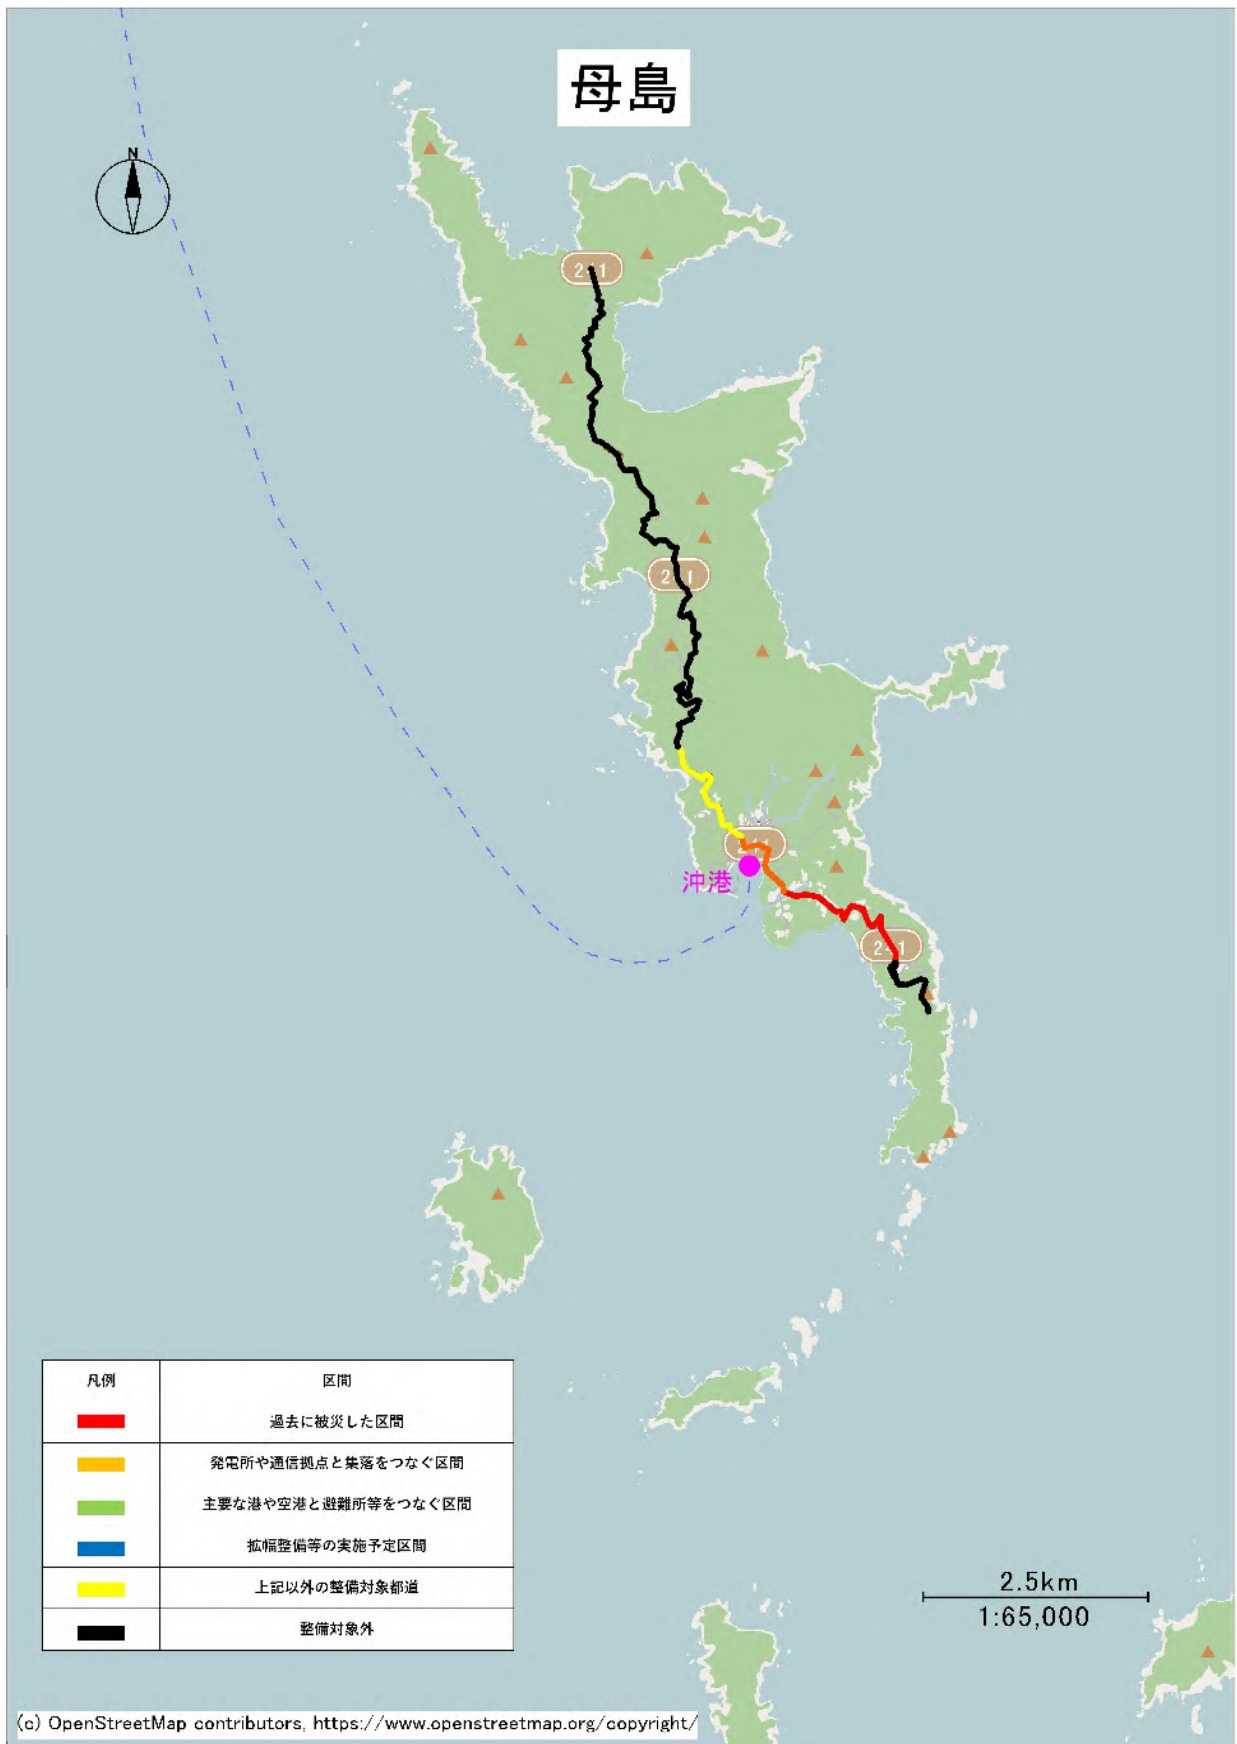 母島
N
241
241
241
沖港
241
凡例 区間
過去に被災した区間
発電所や通信拠点と集落をつなぐ区間
主要な港や空港と避難所等をつなぐ区間
拡幅整備等の実施予定区間
上記以外の整備対象都道
整備対象外
2.5km
1:65,000
(c) OpenStreetMap contributors, https://www.openstreetmap.org/copyright/